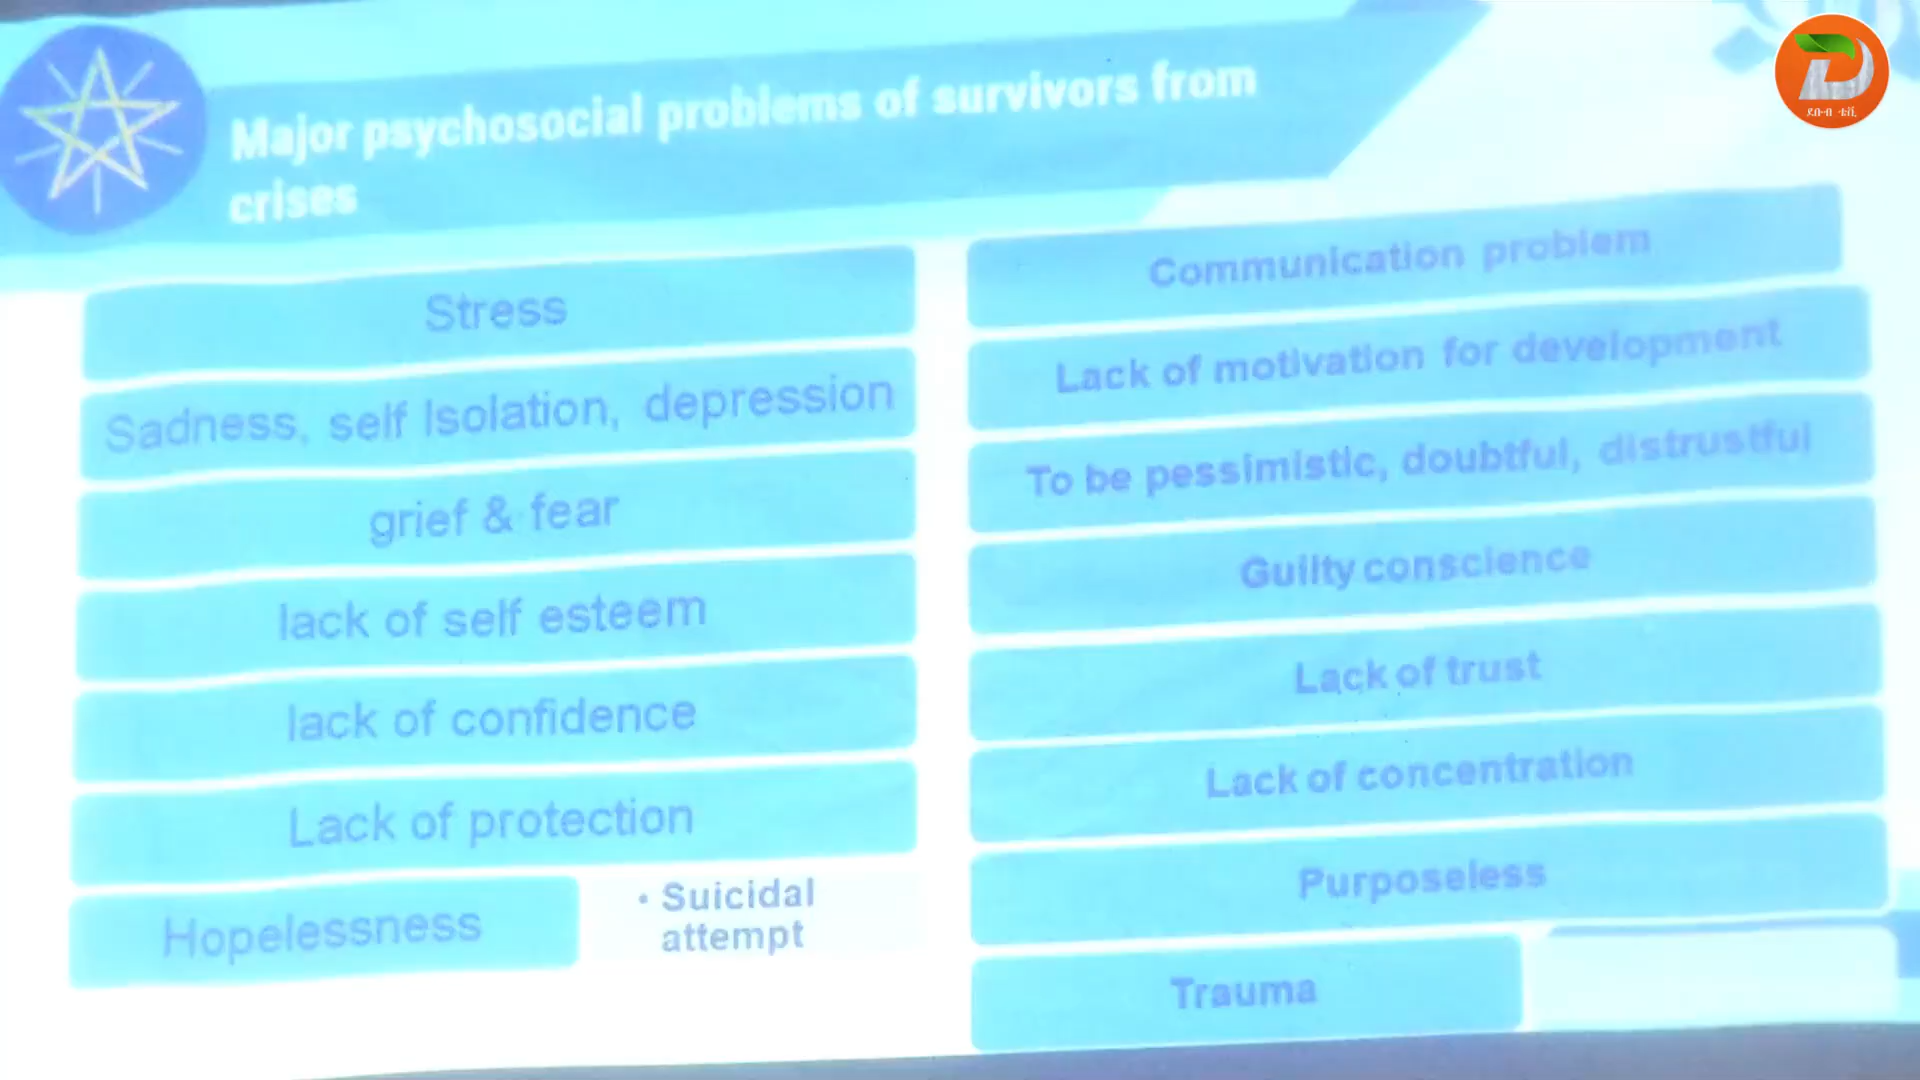 Major psychosocial problems of survivors from
crises
Stress
Sadness, self Isolation, depression
grief & fear
lack of self esteem
lack of confidence
Lack of protection
Hopelessness
• Suicidal
attempt
Communication problem
Lack of motivation for development
To be pessimistic, doubtful, distrustful
Guilty conscience
Lack of trust
Lack of concentration
Purposeless
Trauma
ደቡብ ቲቪ